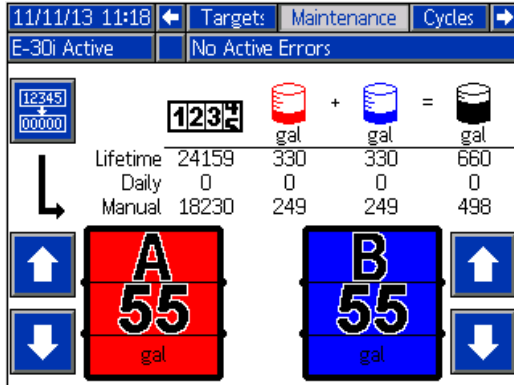 11/11/13 11:18 Targets Maintenance Cycles
E-30i Active No Active Errors
12345
00000
1234
+ =
gal gal gal
Lifetime 24159 330 330 660
Daily 0 0 0 0
Manual 18230 249 249 498
A B
55 55
gal gal